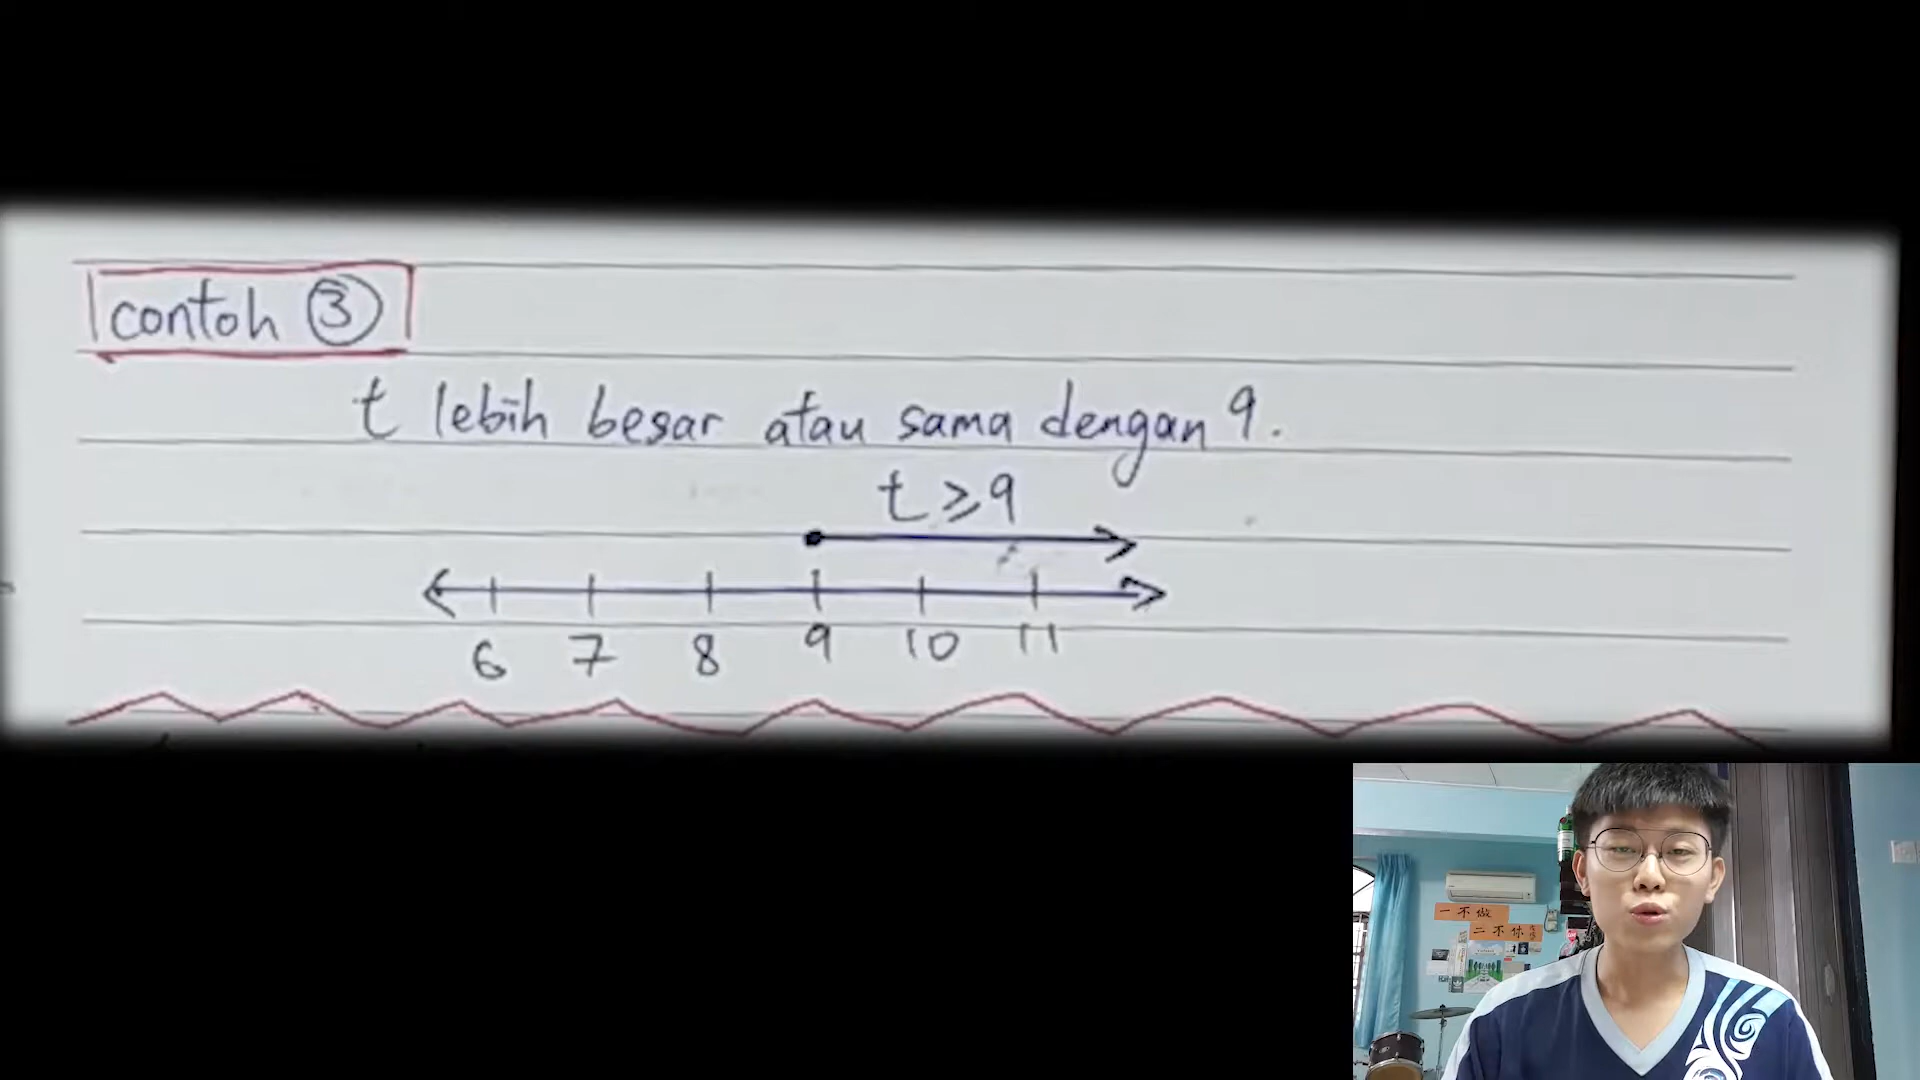 contoh ③
t lebih besar atau sama dengan 9.
t ⩾ 9
6 7 8 9 10 11
一不做
二不休